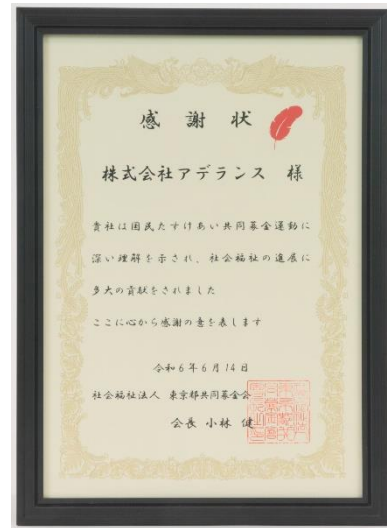 感謝状
株式会社アデランス 様
貴社は国民たすけあい共同募金運動に
深い理解を示され、社会福祉の進展に
多大の貢献をされました
ここに心から感謝の意を表します
令和6年6月14日
社会福祉法人 東京都共同募金会
会長 小林 健